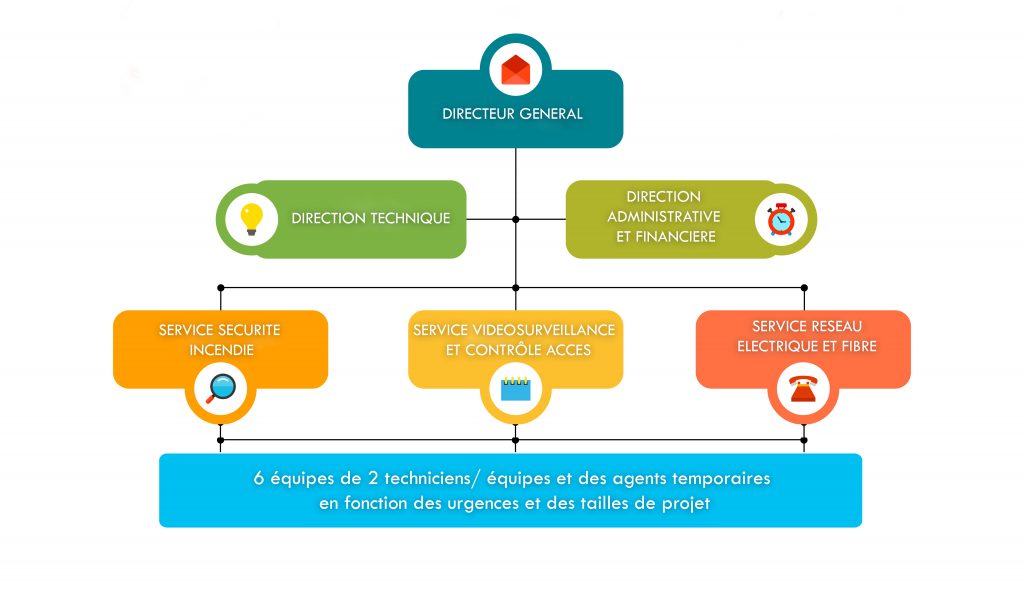 DIRECTEUR GENERAL
DIRECTION TECHNIQUE
DIRECTION
ADMINISTRATIVE
ET FINANCIERE
SERVICE SECURITE
INCENDIE
SERVICE VIDEOSURVEILLANCE
ET CONTRÔLE ACCES
SERVICE RESEAU
ELECTRIQUE ET FIBRE
6 équipes de 2 techniciens/ équipes et des agents temporaires
en fonction des urgences et des tailles de projet